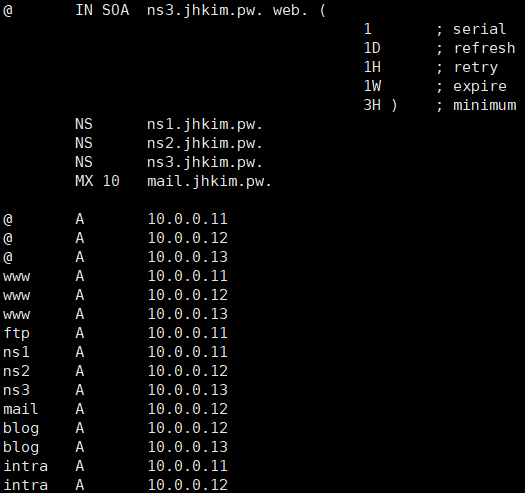 @       IN SOA  ns3.jhkim.pw. web. (
                                        1       ; serial
                                        1D      ; refresh
                                        1H      ; retry
                                        1W      ; expire
                                        3H )    ; minimum
        NS      ns1.jhkim.pw.
        NS      ns2.jhkim.pw.
        NS      ns3.jhkim.pw.
        MX 10   mail.jhkim.pw.

@       A       10.0.0.11
@       A       10.0.0.12
@       A       10.0.0.13
www     A       10.0.0.11
www     A       10.0.0.12
www     A       10.0.0.13
ftp     A       10.0.0.11
ns1     A       10.0.0.11
ns2     A       10.0.0.12
ns3     A       10.0.0.13
mail    A       10.0.0.12
blog    A       10.0.0.12
blog    A       10.0.0.13
intra   A       10.0.0.11
intra   A       10.0.0.12